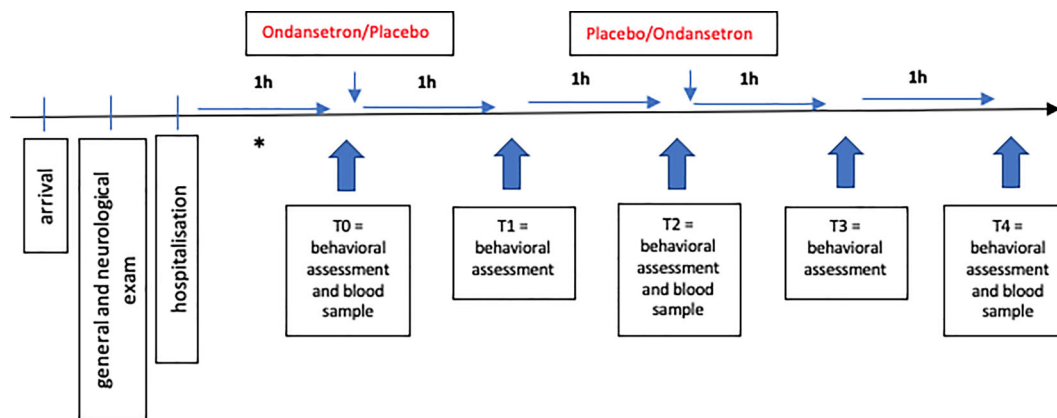 Ondansetron/Placebo
Placebo/Ondansetron
1h
1h
1h
1h
1h
*
arrival
general and neurological
exam
hospitalisation
T0 =
behavioral
assessment
and blood
sample
T1 =
behavioral
assessment
T2 =
behavioral
assessment
and blood
sample
T3 =
behavioral
assessment
T4 =
behavioral
assessment
and blood
sample